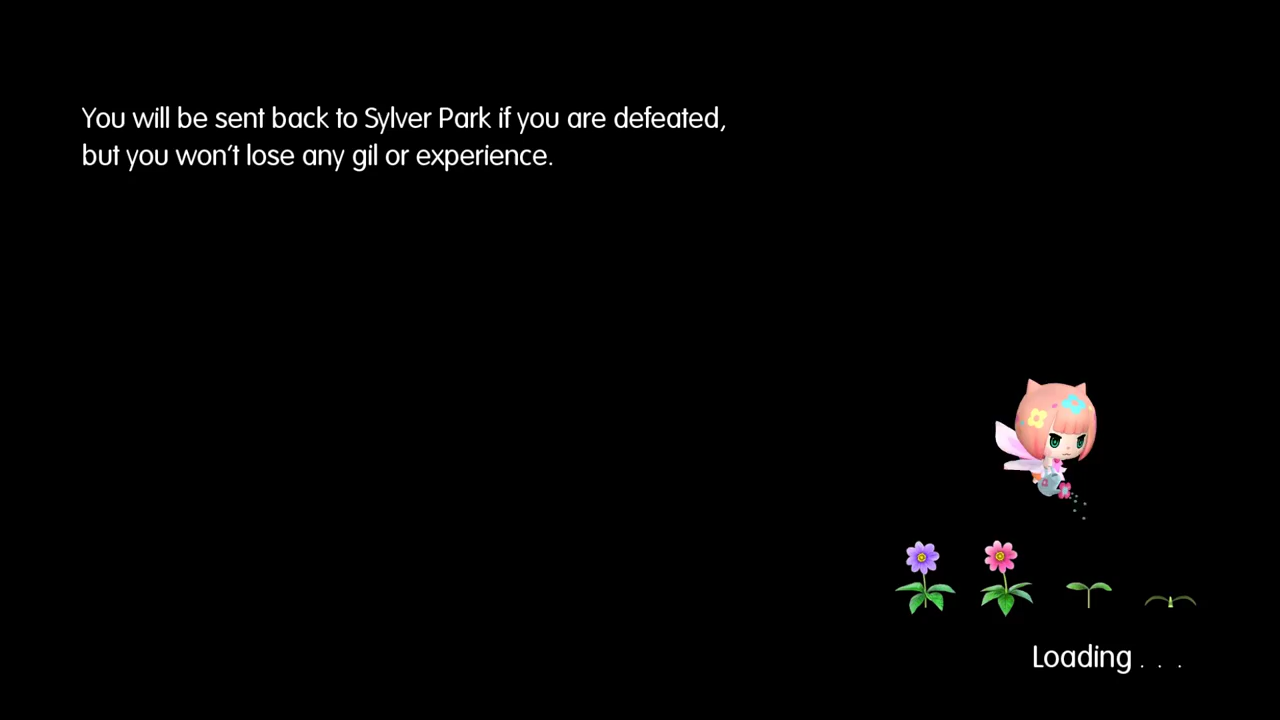 You will be sent back to Sylver Park if you are defeated,
but you won't lose any gil or experience.
Loading . . .